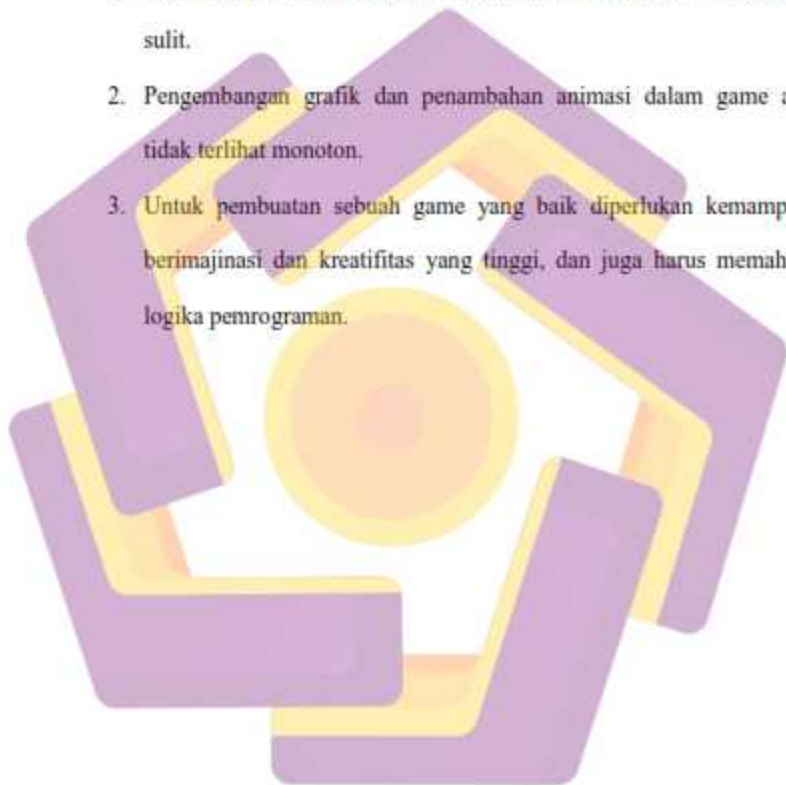 sulit.
2. Pengembangan grafik dan penambahan animasi dalam game
tidak terlihat monoton.
3. Untuk pembuatan sebuah game yang baik diperlukan
berimajinasi dan kreatifitas yang tinggi, dan juga harus
logika pemrograman.